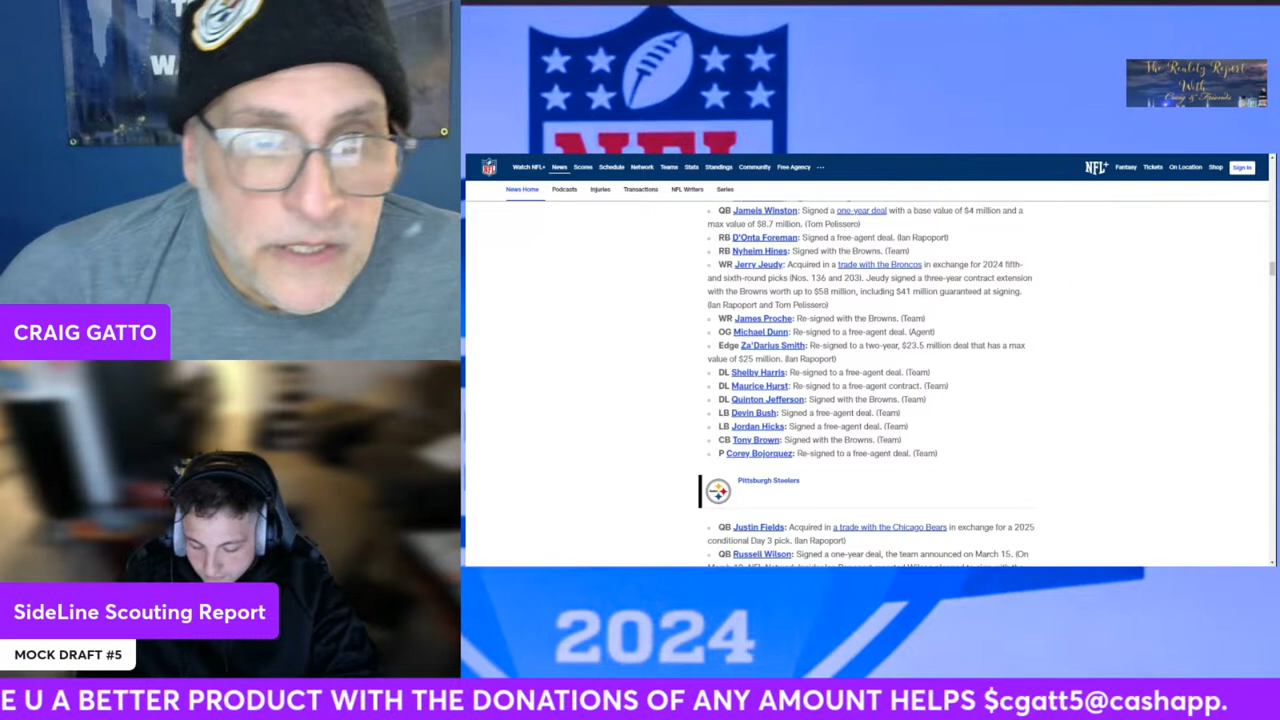 W
The Reality Report
With
Craig & Friends
NFL
Watch NFL+ News Scores Schedule Network Teams Stats Standings Community Free Agency ...
NFL+ Fantasy Tickets On Location Shop Sign In
News Home Podcasts Injuries Transactions NFL Writers Series
QB Jameis Winston: Signed a one-year deal with a base value of $4 million and a
max value of $8.7 million. (Tom Pelissero)
RB D'Onta Foreman: Signed a free-agent deal. (Ian Rapoport)
RB Nyheim Hines: Signed with the Browns. (Team)
WR Jerry Jeudy: Acquired in a trade with the Broncos in exchange for 2024 fifth-
and sixth-round picks (Nos. 136 and 203). Jeudy signed a three-year contract extension
with the Browns worth up to $58 million, including $41 million guaranteed at signing.
(Ian Rapoport and Tom Pelissero)
WR James Proche: Re-signed with the Browns. (Team)
OG Michael Dunn: Re-signed to a free-agent deal. (Agent)
Edge Za'Darius Smith: Re-signed to a two-year, $23.5 million deal that has a max
value of $25 million. (Ian Rapoport)
DL Shelby Harris: Re-signed to a free-agent deal. (Team)
DL Maurice Hurst: Re-signed to a free-agent contract. (Team)
DL Quinton Jefferson: Signed with the Browns. (Team)
LB Devin Bush: Signed a free-agent deal. (Team)
LB Jordan Hicks: Signed a free-agent deal. (Team)
CB Tony Brown: Signed with the Browns. (Team)
P Corey Bojorquez: Re-signed to a free-agent deal. (Team)
Pittsburgh Steelers
QB Justin Fields: Acquired in a trade with the Chicago Bears in exchange for a 2025
conditional Day 3 pick. (Ian Rapoport)
QB Russell Wilson: Signed a one-year deal, the team announced on March 15. (On
CRAIG GATTO
SideLine Scouting Report
MOCK DRAFT #5
2024
E U A BETTER PRODUCT WITH THE DONATIONS OF ANY AMOUNT HELPS $cgatt5@cashapp.